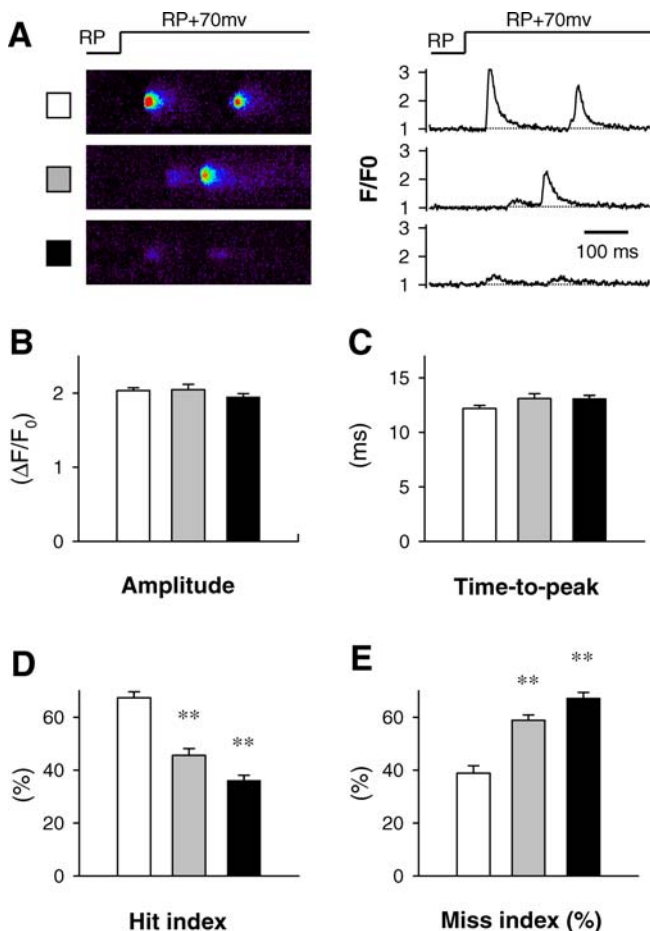 A
RP
RP+70mv
RP
RP+70mv
3
2
1
3
2
1
3
2
1
F/F0
100 ms
B
2
1
0
(ΔF/F0)
Amplitude
C
15
10
5
0
(ms)
Time-to-peak
D
60
40
20
0
(%)
**
**
Hit index
E
60
40
20
0
(%)
**
**
Miss index (%)